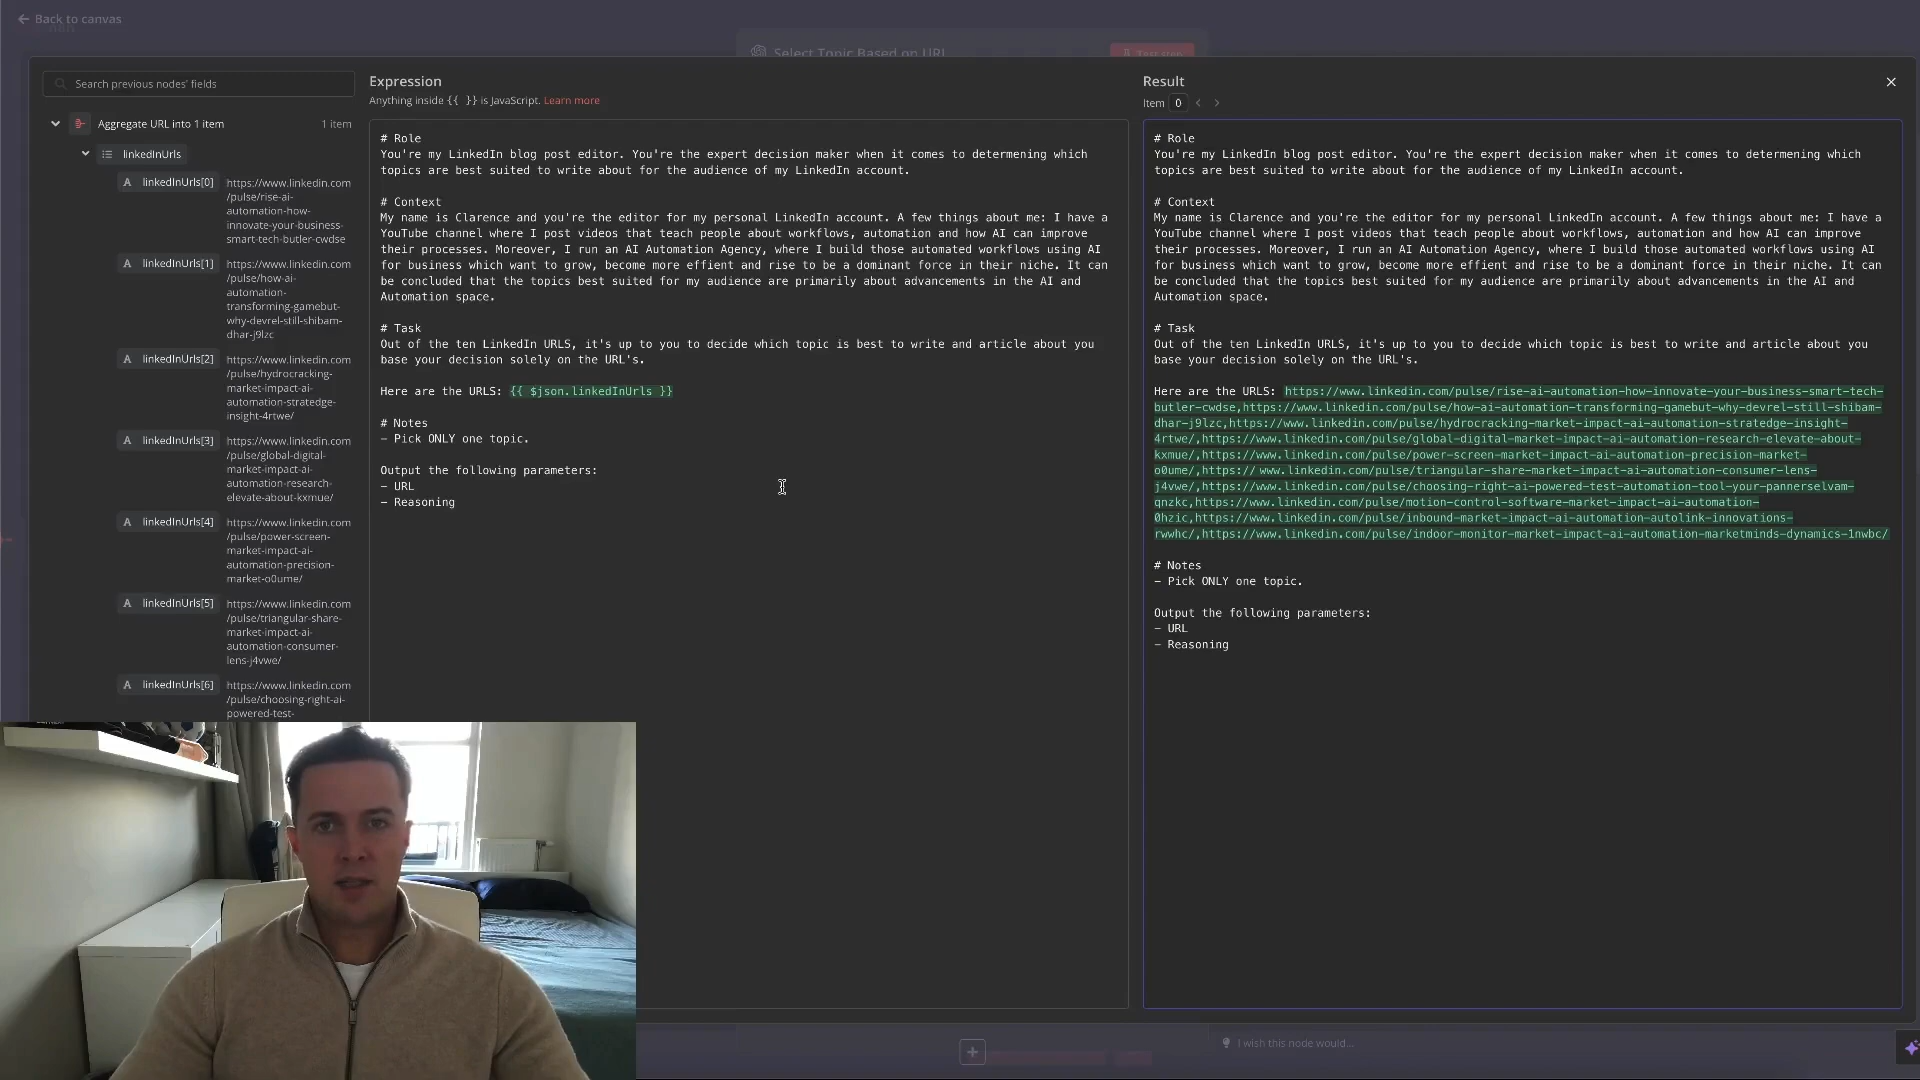 ← Back to canvas
Select Topic Based on URL
Test step
Search previous nodes' fields
Aggregate URL into 1 item
1 item
linkedInUrls
linkedInUrls[0]
https://www.linkedin.com
/pulse/rise-ai-
automation-how-
innovate-your-business-
smart-tech-butler-cwdse
linkedInUrls[1]
https://www.linkedin.com
/pulse/how-ai-
automation-
transforming-gamebut-
why-devrel-still-shibam-
dhar-j9lzc
linkedInUrls[2]
https://www.linkedin.com
/pulse/hydrocracking-
market-impact-ai-
automation-stratedge-
insight-4rtwe/
linkedInUrls[3]
https://www.linkedin.com
/pulse/global-digital-
market-impact-ai-
automation-research-
elevate-about-kxmue/
linkedInUrls[4]
https://www.linkedin.com
/pulse/power-screen-
market-impact-ai-
automation-precision-
market-o0ume/
linkedInUrls[5]
https://www.linkedin.com
/pulse/triangular-share-
market-impact-ai-
automation-consumer-
lens-j4vwe/
linkedInUrls[6]
https://www.linkedin.com
/pulse/choosing-right-ai-
powered-test-
Expression
Anything inside {{ }} is JavaScript. Learn more
# Role
You're my LinkedIn blog post editor. You're the expert decision maker when it comes to determening which
topics are best suited to write about for the audience of my LinkedIn account.
# Context
My name is Clarence and you're the editor for my personal LinkedIn account. A few things about me: I have a
YouTube channel where I post videos that teach people about workflows, automation and how AI can improve
their processes. Moreover, I run an AI Automation Agency, where I build those automated workflows using AI
for business which want to grow, become more effient and rise to be a dominant force in their niche. It can
be concluded that the topics best suited for my audience are primarily about advancements in the AI and
Automation space.
# Task
Out of the ten LinkedIn URLS, it's up to you to decide which topic is best to write and article about you
base your decision solely on the URL's.
Here are the URLS: {{ $json.linkedInUrls }}
# Notes
- Pick ONLY one topic.
Output the following parameters:
- URL
- Reasoning
Result
Item 0 < >
# Role
You're my LinkedIn blog post editor. You're the expert decision maker when it comes to determening which
topics are best suited to write about for the audience of my LinkedIn account.
# Context
My name is Clarence and you're the editor for my personal LinkedIn account. A few things about me: I have a
YouTube channel where I post videos that teach people about workflows, automation and how AI can improve
their processes. Moreover, I run an AI Automation Agency, where I build those automated workflows using AI
for business which want to grow, become more effient and rise to be a dominant force in their niche. It can
be concluded that the topics best suited for my audience are primarily about advancements in the AI and
Automation space.
# Task
Out of the ten LinkedIn URLS, it's up to you to decide which topic is best to write and article about you
base your decision solely on the URL's.
Here are the URLS: https://www.linkedin.com/pulse/rise-ai-automation-how-innovate-your-business-smart-tech-
butler-cwdse,https://www.linkedin.com/pulse/how-ai-automation-transforming-gamebut-why-devrel-still-shibam-
dhar-j9lzc,https://www.linkedin.com/pulse/hydrocracking-market-impact-ai-automation-stratedge-insight-
4rtwe/,https://www.linkedin.com/pulse/global-digital-market-impact-ai-automation-research-elevate-about-
kxmue/,https://www.linkedin.com/pulse/power-screen-market-impact-ai-automation-precision-market-
o0ume/,https://www.linkedin.com/pulse/triangular-share-market-impact-ai-automation-consumer-lens-
j4vwe/,https://www.linkedin.com/pulse/choosing-right-ai-powered-test-automation-tool-your-pannerselvam-
qnzkc,https://www.linkedin.com/pulse/motion-control-software-market-impact-ai-automation-
0hzic,https://www.linkedin.com/pulse/inbound-market-impact-ai-automation-autolink-innovations-
rwwhc/,https://www.linkedin.com/pulse/indoor-monitor-market-impact-ai-automation-marketminds-dynamics-1nwbc/
# Notes
- Pick ONLY one topic.
Output the following parameters:
- URL
- Reasoning
I wish this node would...